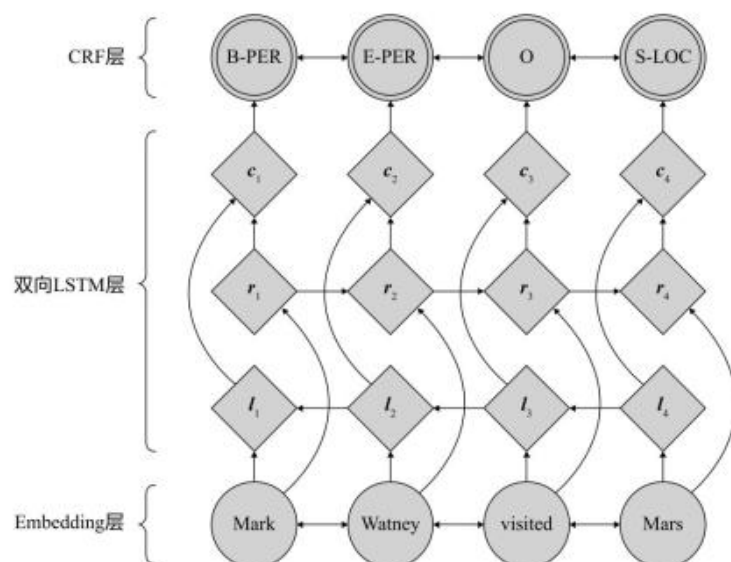 CRF层 B-PER E-PER O S-LOC
c₁ c₂ c₃ c₄
双向LSTM层 r₁ r₂ r₃ r₄
l₁ l₂ l₃ l₄
Embedding层 Mark Watney visited Mars